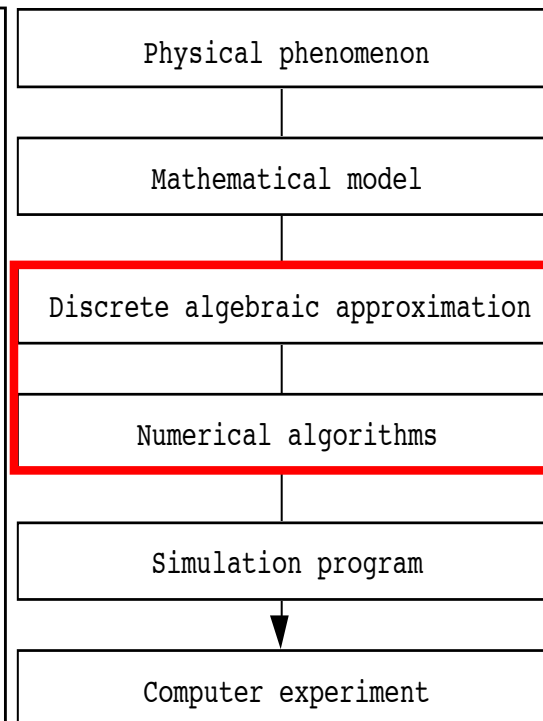 Physical phenomenon
Mathematical model
Discrete algebraic approximation
Numerical algorithms
Simulation program
Computer experiment